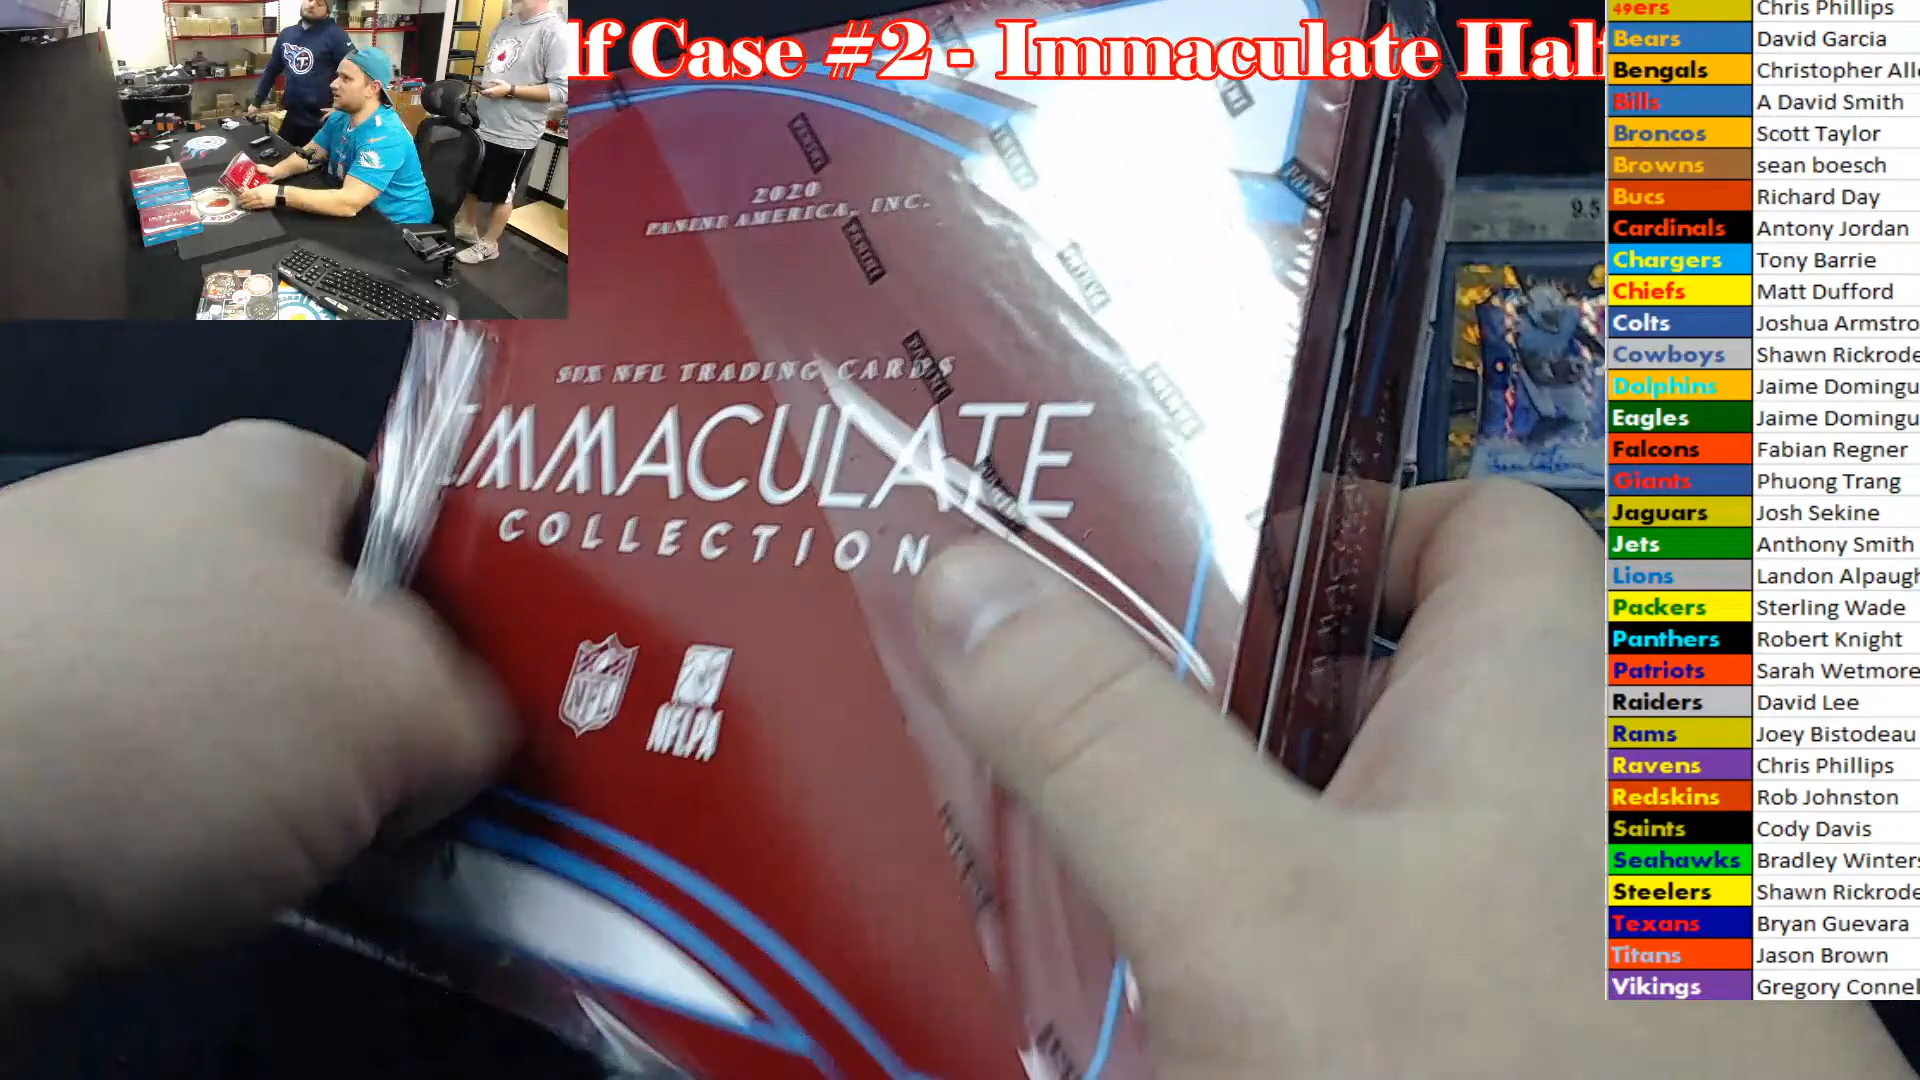 lf Case #2 - Immaculate Half
2020
PANINI AMERICA, INC.
SIX NFL TRADING CARDS
IMMACULATE
COLLECTION
NFL
NFLPA
9.5
49ers Chris Phillips
Bears David Garcia
Bengals Christopher Alle
Bills A David Smith
Broncos Scott Taylor
Browns sean boesch
Bucs Richard Day
Cardinals Antony Jordan
Chargers Tony Barrie
Chiefs Matt Dufford
Colts Joshua Armstro
Cowboys Shawn Rickrode
Dolphins Jaime Domingu
Eagles Jaime Domingu
Falcons Fabian Regner
Giants Phuong Trang
Jaguars Josh Sekine
Jets Anthony Smith
Lions Landon Alpaugh
Packers Sterling Wade
Panthers Robert Knight
Patriots Sarah Wetmore
Raiders David Lee
Rams Joey Bistodeau
Ravens Chris Phillips
Redskins Rob Johnston
Saints Cody Davis
Seahawks Bradley Winters
Steelers Shawn Rickrode
Texans Bryan Guevara
Titans Jason Brown
Vikings Gregory Connel